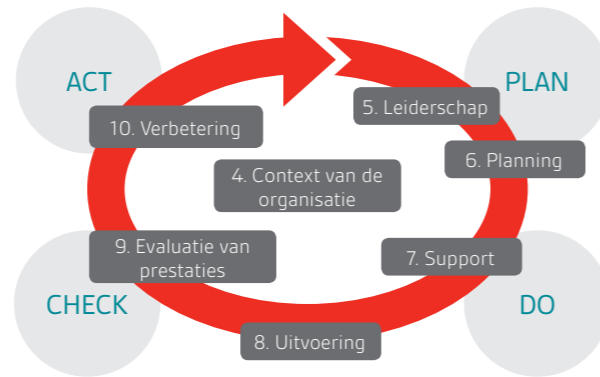 ACT
PLAN
5. Leiderschap
10. Verbetering
6. Planning
4. Context van de
organisatie
9. Evaluatie van
prestaties
7. Support
CHECK
DO
8. Uitvoering